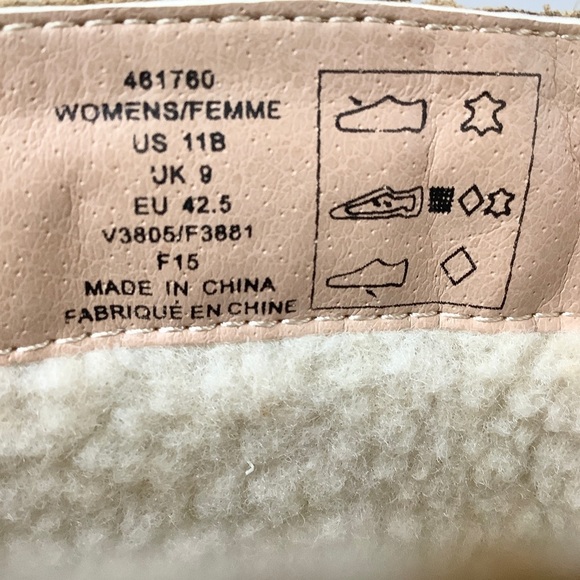 461760
WOMENS/FEMME
US 11B
UK 9
EU 42.5
V3805/F3881
F15
MADE IN CHINA
FABRIQUÉ EN CHINE